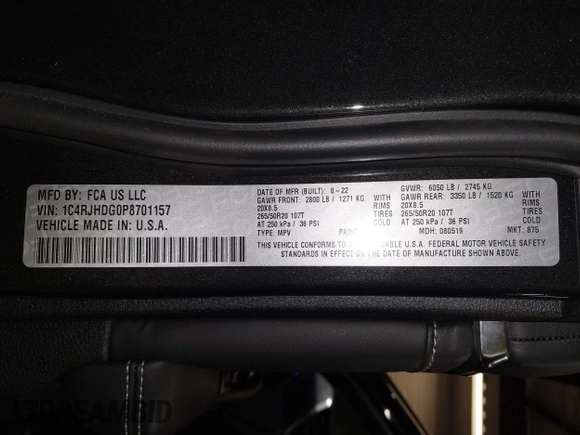 MFD BY: FCA US LLC
VIN: 1C4RJHDG0P8701157
VEHICLE MADE IN: U.S.A.
DATE OF MFR (BUILT): 8-22
GAWR FRONT: 2800 LB / 1271 KG WITH
20X8.5 RIMS
265/50R20 107T TIRES
AT 250 kPa / 36 PSI COLD
TYPE: MPV PAINT:
GVWR: 6050 LB / 2745 KG
GAWR REAR: 3350 LB / 1520 KG WITH
20X8.5 RIMS
265/50R20 107T TIRES
AT 250 kPa / 36 PSI COLD
MDH: 080519 MKT: 875
THIS VEHICLE CONFORMS TO CABLE U.S.A. FEDERAL MOTOR VEHICLE SAFETY
STANDARDS IN EFFECT ON THE DATE OF MANUFACTURE SHOWN ABOVE.
DREAMBID